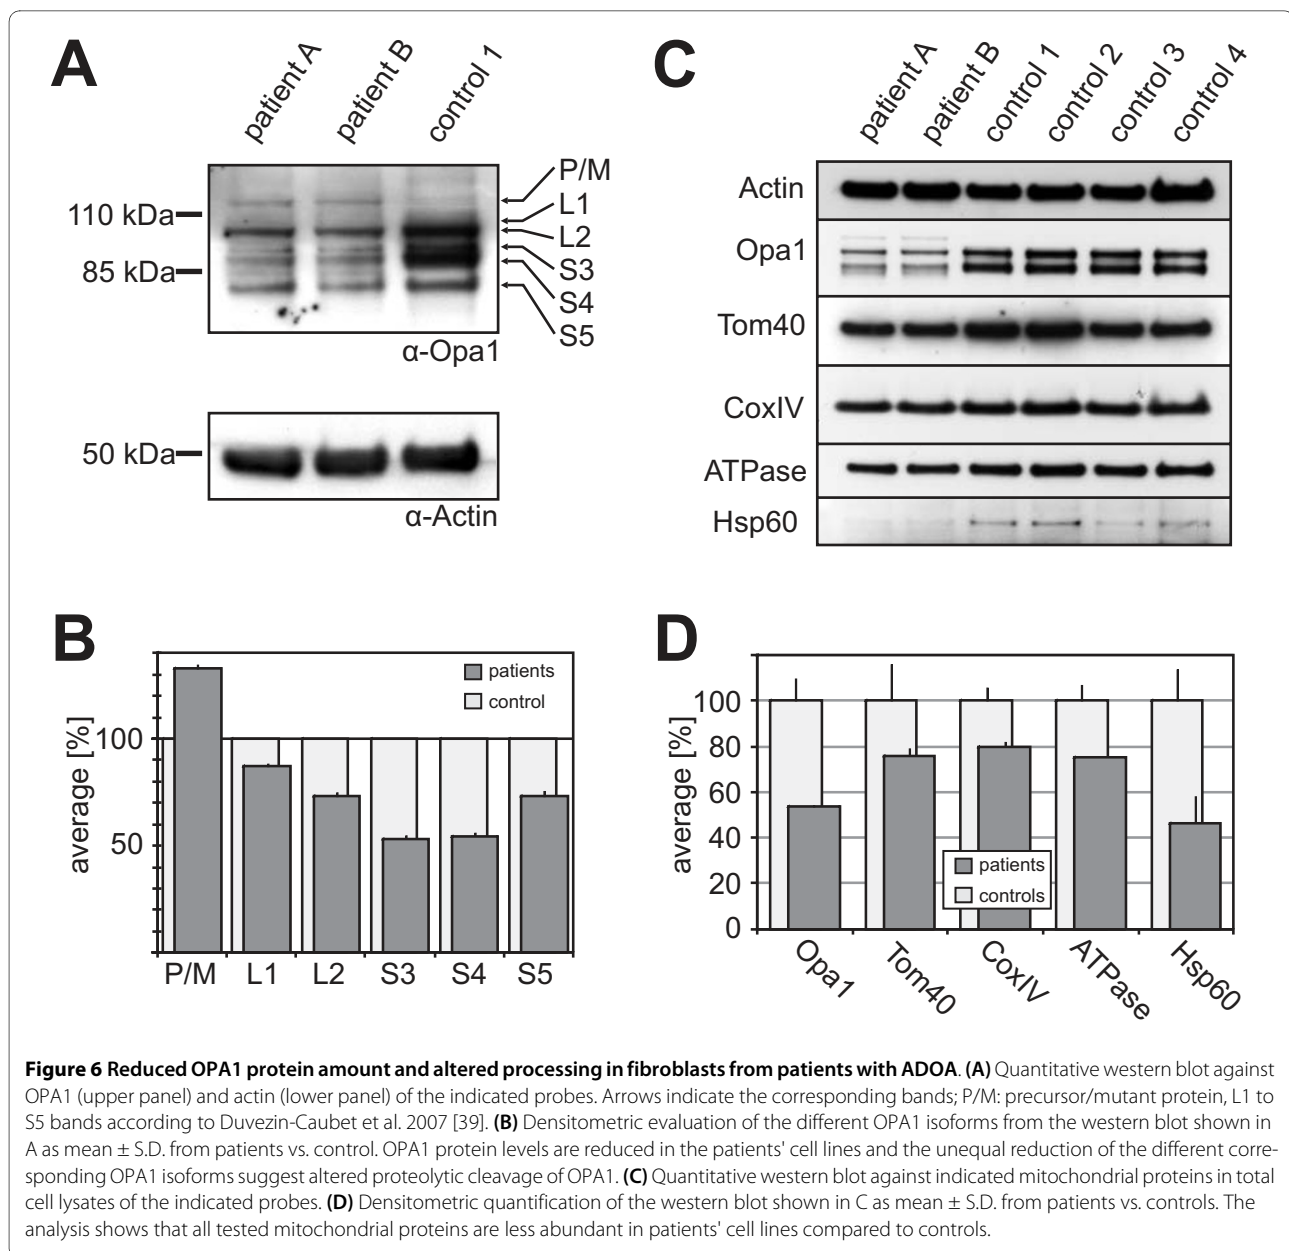 A
patient A
patient B
control 1
110 kDa
85 kDa
P/M
L1
L2
S3
S4
S5
α-Opa1
50 kDa
α-Actin
C
patient A
patient B
control 1
control 2
control 3
control 4
Actin
Opa1
Tom40
CoxIV
ATPase
Hsp60
B
average [%]
100
50
patients
control
P/M L1 L2 S3 S4 S5
D
average [%]
100
80
60
40
20
0
patients
controls
Opa1
Tom40
CoxIV
ATPase
Hsp60
Figure 6 Reduced OPA1 protein amount and altered processing in fibroblasts from patients with ADOA. (A) Quantitative western blot against
OPA1 (upper panel) and actin (lower panel) of the indicated probes. Arrows indicate the corresponding bands; P/M: precursor/mutant protein, L1 to
S5 bands according to Duvezin-Caubet et al. 2007 [39]. (B) Densitometric evaluation of the different OPA1 isoforms from the western blot shown in
A as mean ± S.D. from patients vs. control. OPA1 protein levels are reduced in the patients' cell lines and the unequal reduction of the different corre-
sponding OPA1 isoforms suggest altered proteolytic cleavage of OPA1. (C) Quantitative western blot against indicated mitochondrial proteins in total
cell lysates of the indicated probes. (D) Densitometric quantification of the western blot shown in C as mean ± S.D. from patients vs. controls. The
analysis shows that all tested mitochondrial proteins are less abundant in patients' cell lines compared to controls.